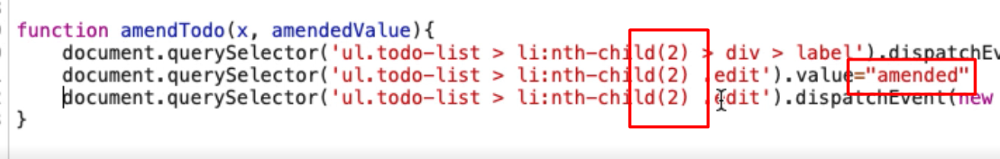 function amendTodo(x, amendedValue){
document.querySelector('ul.todo-list > li:nth-child(2) > div > label').dispatchEv
document.querySelector('ul.todo-list > li:nth-child(2) .edit').value="amended"
document.querySelector('ul.todo-list > li:nth-child(2) .edit').dispatchEvent(new
}